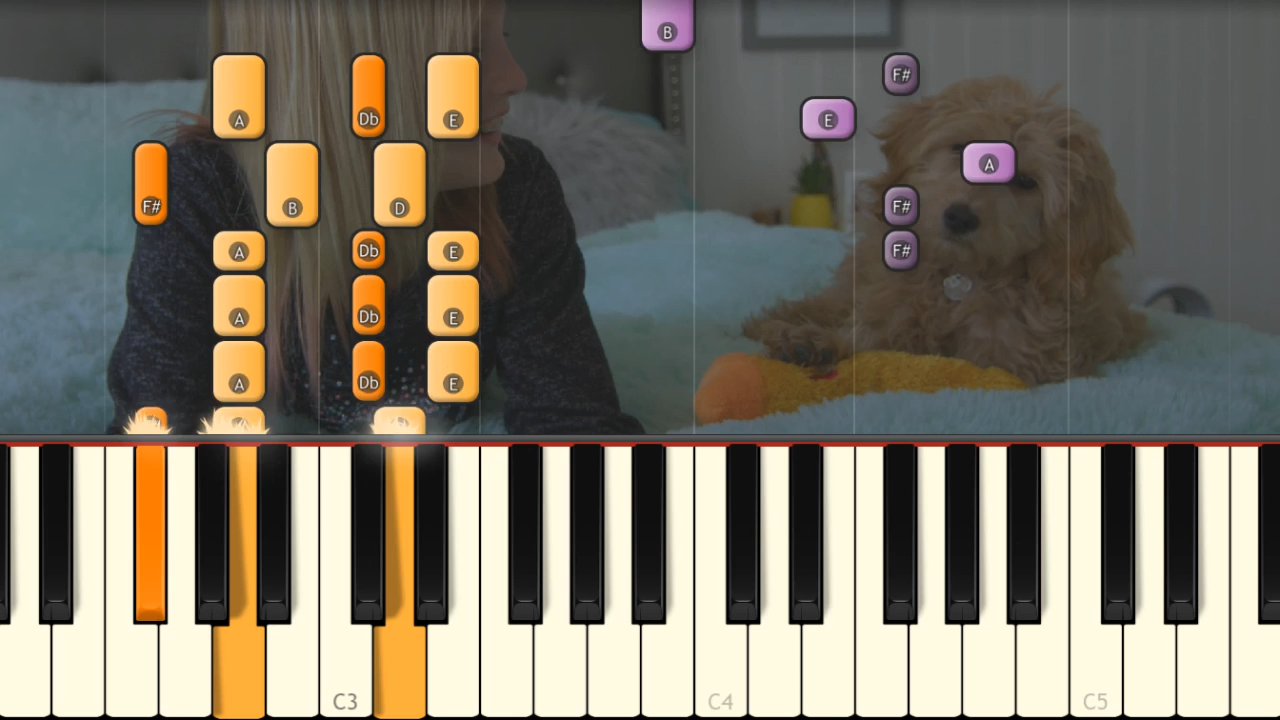 B
A Db E F#
E
F# B D A
F#
A Db E F#
A Db E
A Db E
C3 C4 C5